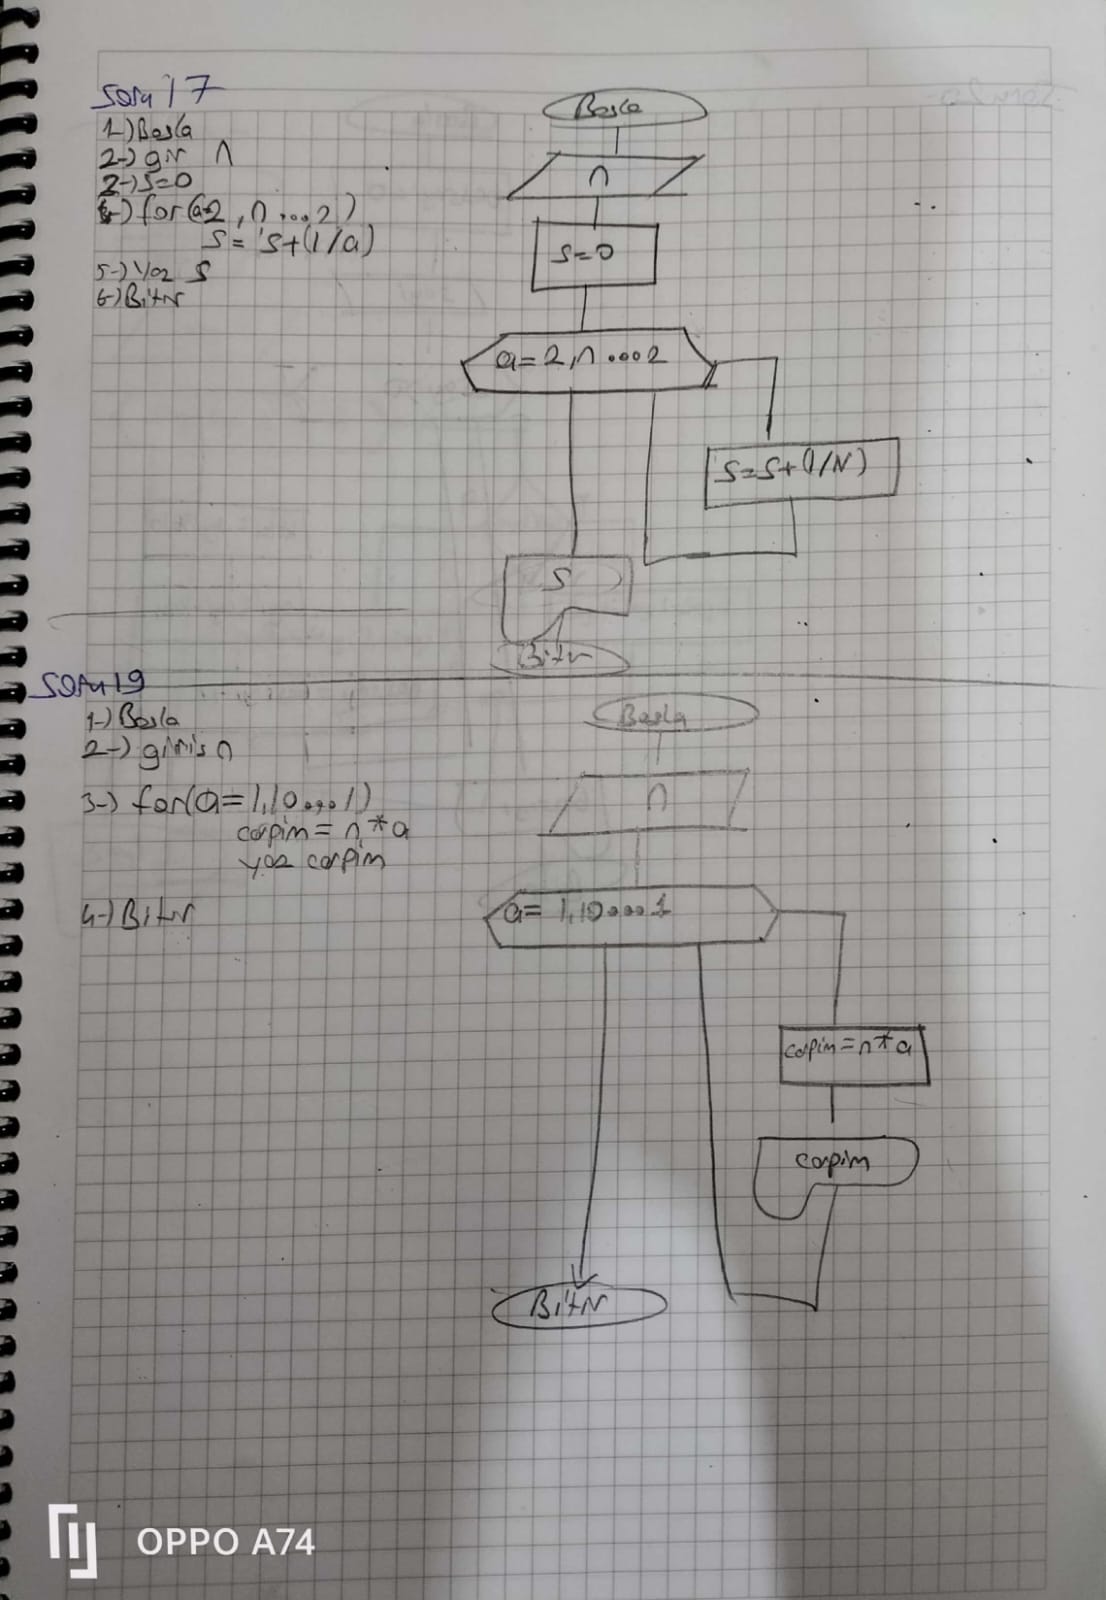 Soru 17
1-) Basla
2-) gir n
3-) S=0
4-) for(a=2,n...2)
S= S+(1/a)
5-) Yaz S
6-) Bitir
Basla
n
S=0
a=2,n...2
S=S+(1/N)
S
Bitir
Soru 19
1-) Basla
2-) giris n
3-) for(a=1,10...1)
carpim = n*a
yaz carpim
4-) Bitir
Basla
n
a= 1,10...1
carpim=n*a
carpim
Bitir
OPPO A74